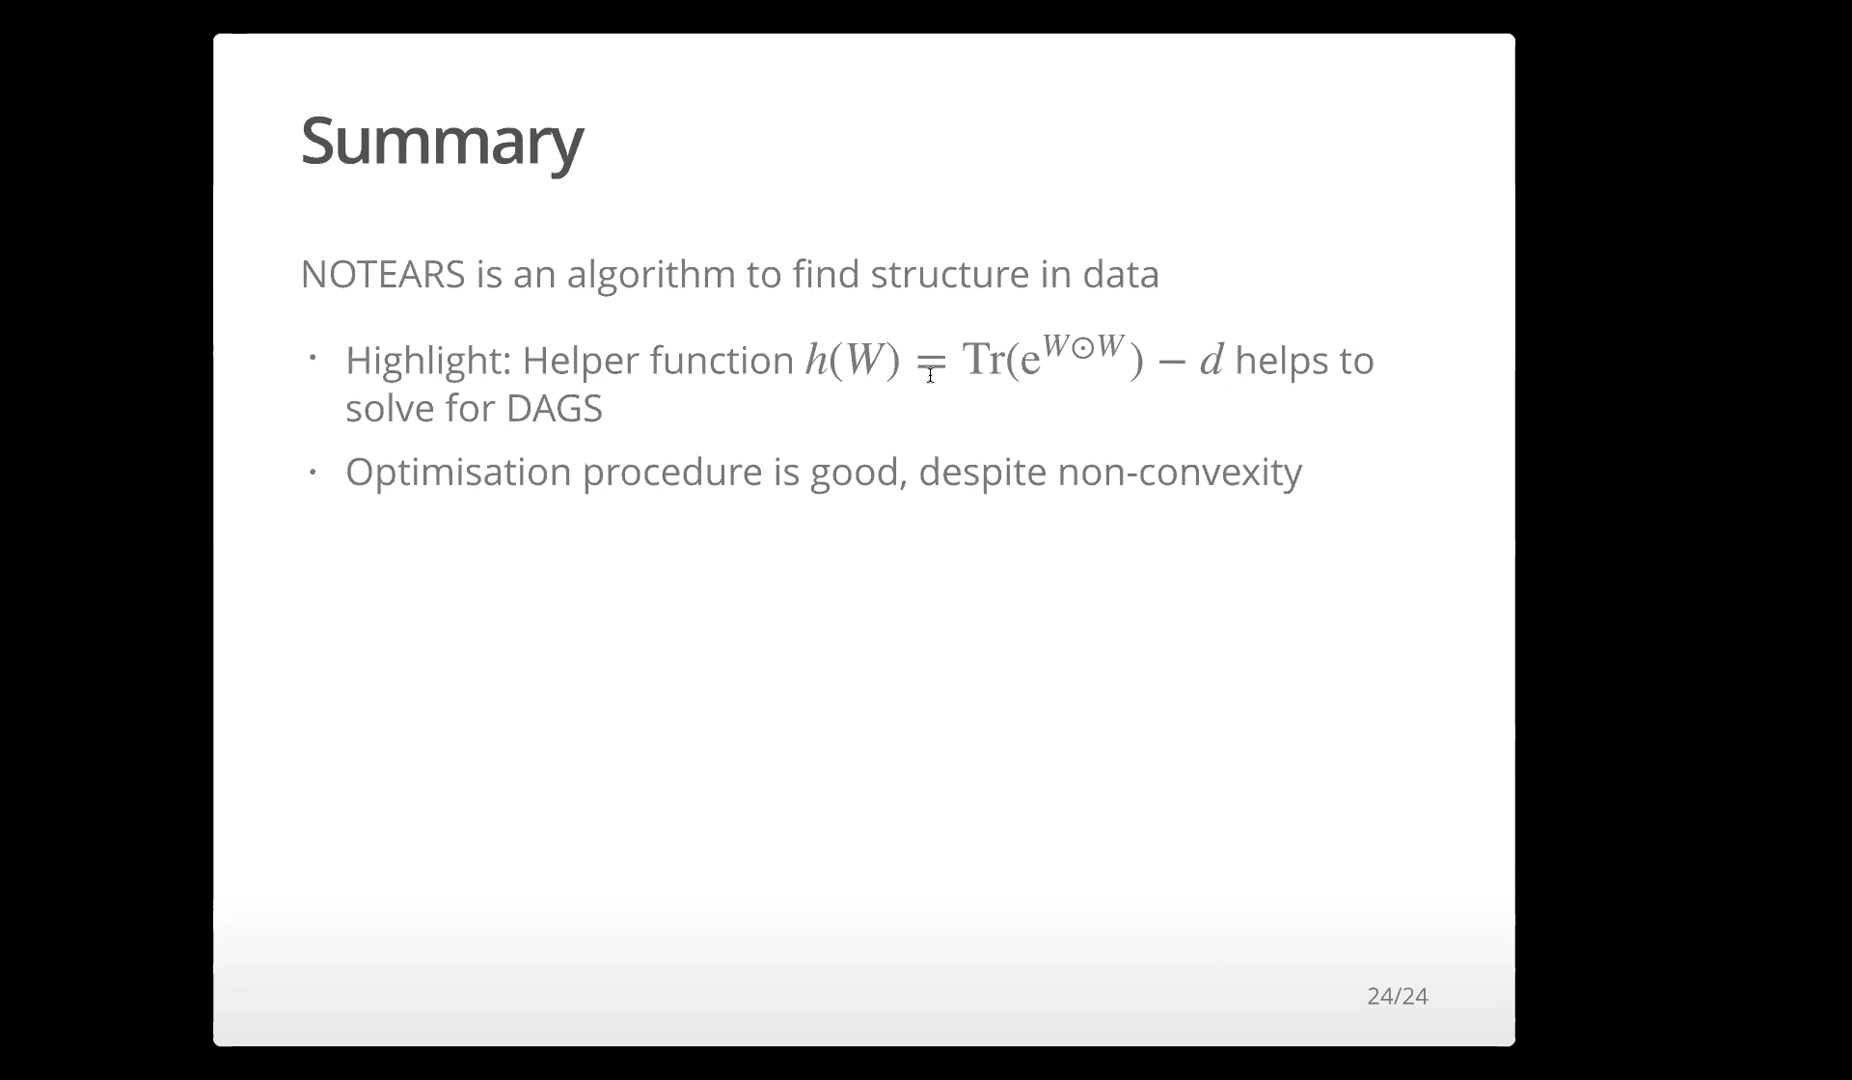 Summary
NOTEARS is an algorithm to find structure in data
· Highlight: Helper function h(W) = Tr(e^{W⊙W}) − d helps to
solve for DAGS
· Optimisation procedure is good, despite non-convexity
24/24